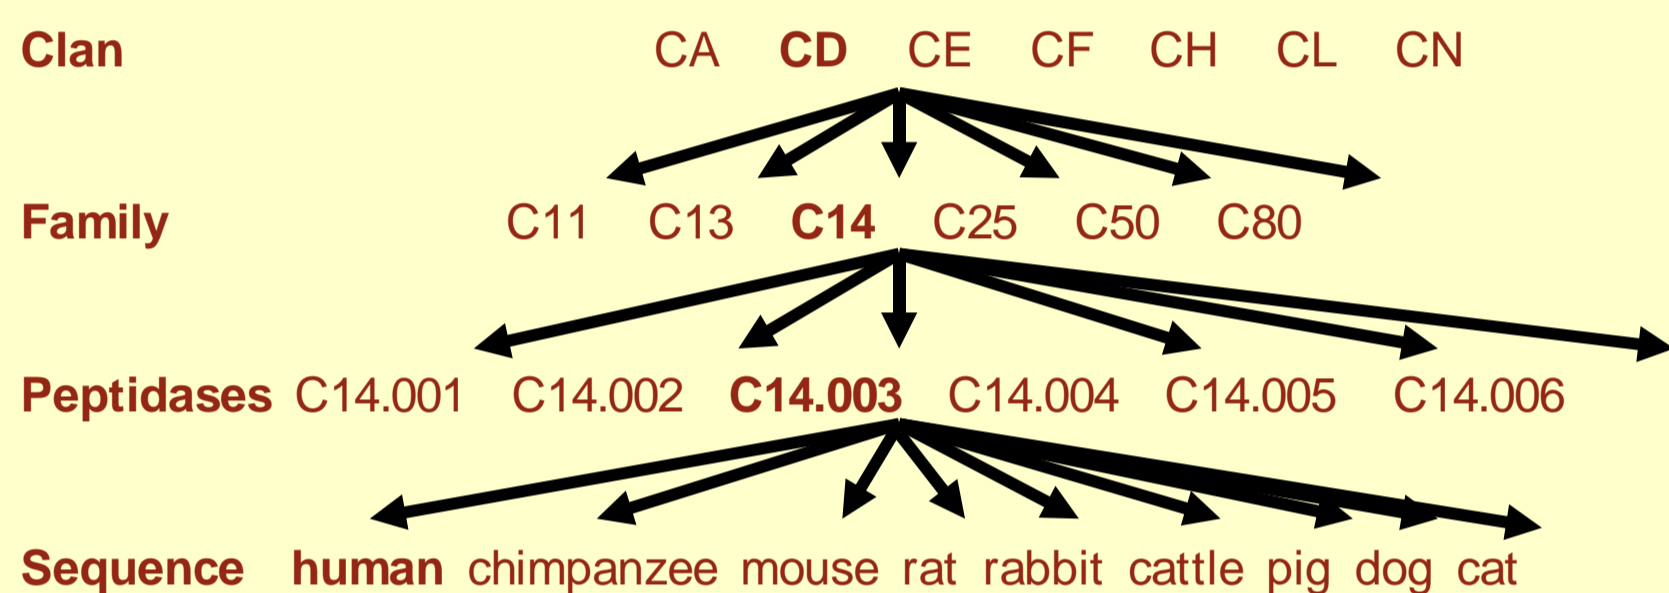 Clan CA CD CE CF CH CL CN
Family C11 C13 C14 C25 C50 C80
Peptidases C14.001 C14.002 C14.003 C14.004 C14.005 C14.006
Sequence human chimpanzee mouse rat rabbit cattle pig dog cat